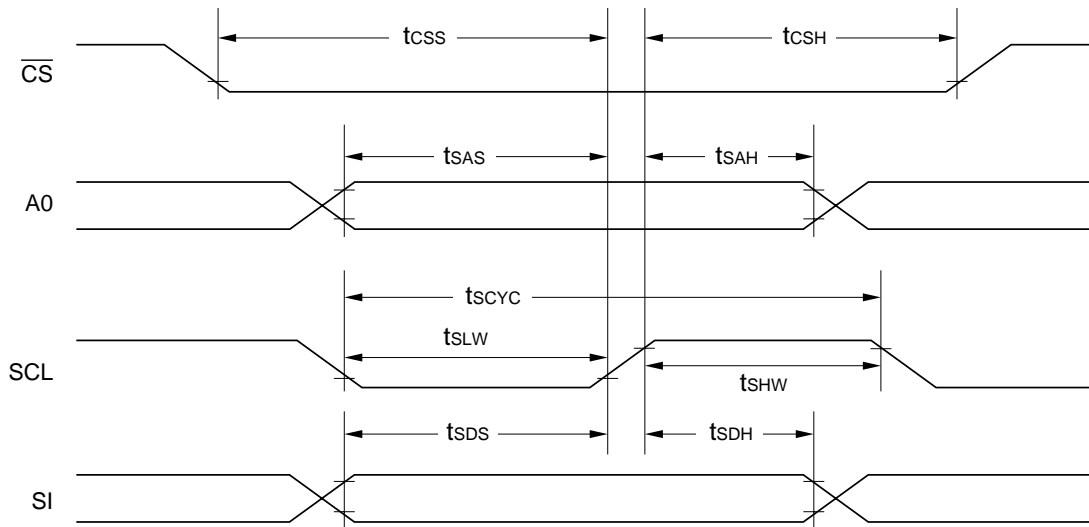 tCSS tCSH
CS
tSAS tSAH
A0
tSCYC
tSLW
SCL
tSHW
tSDS tSDH
SI